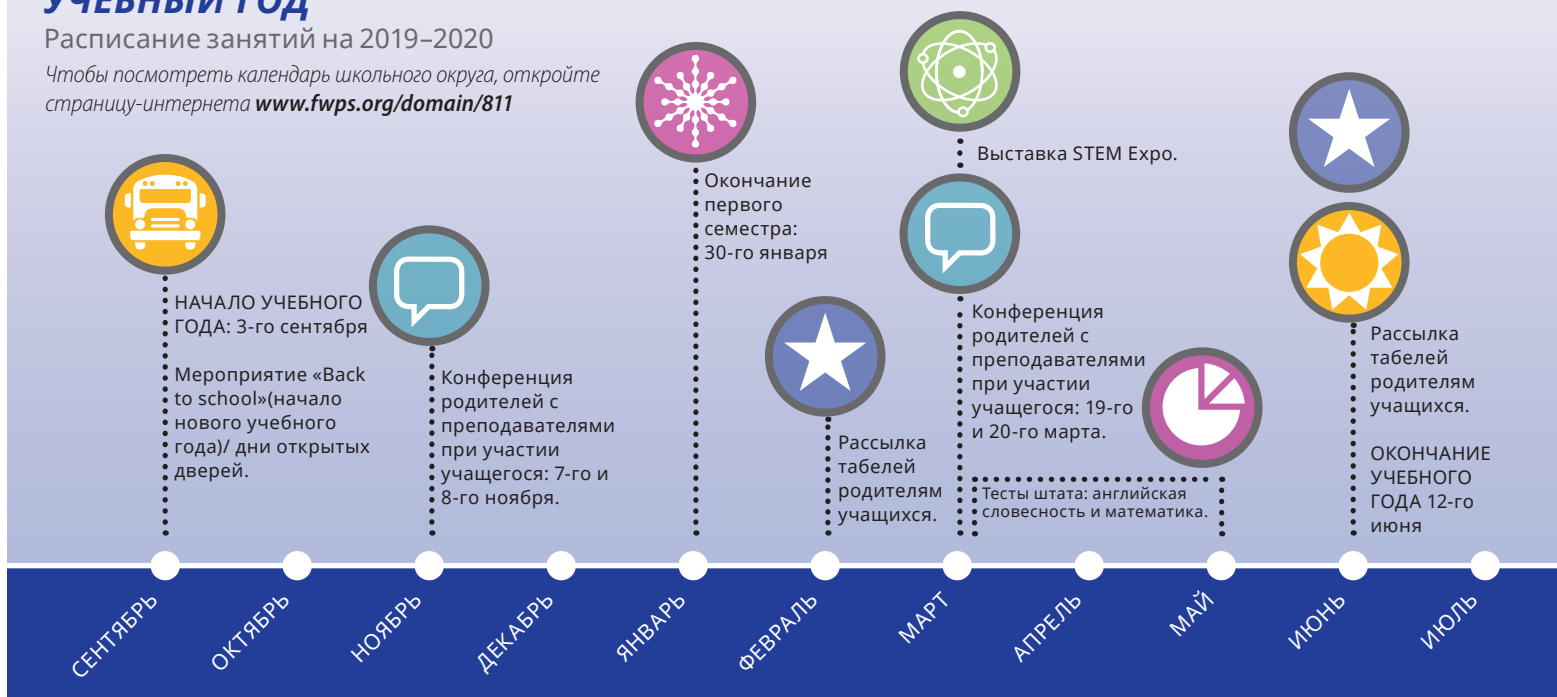 УЧЕБНЫЙ ГОД
Расписание занятий на 2019–2020
Чтобы посмотреть календарь школьного округа, откройте
страницу-интернета www.fwps.org/domain/811
НАЧАЛО УЧЕБНОГО
ГОДА: 3-го сентября
Мероприятие «Back
to school»(начало
нового учебного
года)/ дни открытых
дверей.
Конференция
родителей с
преподавателями
при участии
учащегося: 7-го и
8-го ноября.
Окончание
первого
семестра:
30-го января
Рассылка
табелей
родителям
учащихся.
Выставка STEM Expo.
Конференция
родителей с
преподавателями
при участии
учащегося: 19-го
и 20-го марта.
Тесты штата: английская
словесность и математика.
Рассылка
табелей
родителям
учащихся.
ОКОНЧАНИЕ
УЧЕБНОГО
ГОДА 12-го
июня
СЕНТЯБРЬ
ОКТЯБРЬ
НОЯБРЬ
ДЕКАБРЬ
ЯНВАРЬ
ФЕВРАЛЬ
МАРТ
АПРЕЛЬ
МАЙ
ИЮНЬ
ИЮЛЬ